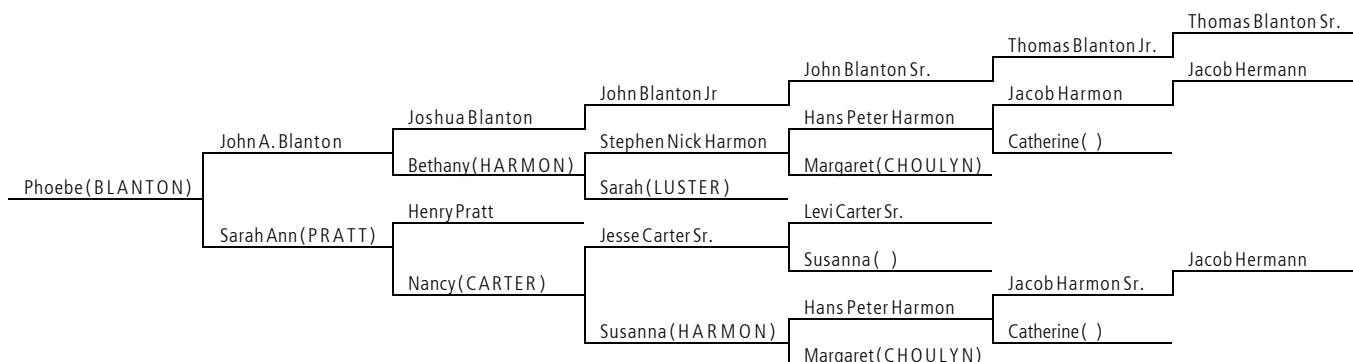 Thomas Blanton Sr.
Thomas Blanton Jr.
John Blanton Sr.
Jacob Hermann
John Blanton Jr
Jacob Harmon
Joshua Blanton
Hans Peter Harmon
John A. Blanton
Stephen Nick Harmon
Catherine ( )
Bethany (HARMON)
Margaret (CHOULYN)
Phoebe (BLANTON)
Sarah (LUSTER)
Henry Pratt
Levi Carter Sr.
Sarah Ann (PRATT)
Jesse Carter Sr.
Susanna ( )
Jacob Hermann
Nancy (CARTER)
Jacob Harmon Sr.
Hans Peter Harmon
Susanna (HARMON)
Catherine ( )
Margaret (CHOULYN)